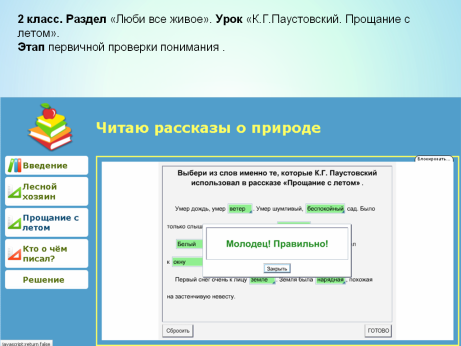 2 класс. Раздел «Люби все живое». Урок «К.Г.Паустовский. Прощание с
летом».
Этап первичной проверки понимания .
Читаю рассказы о природе
Введение
Лесной
хозяин
Прощание с
летом
Кто о чём
писал?
Решение
Блокировать...
Выбери из слов именно те, которые К.Г. Паустовский
использовал в рассказе «Прощание с летом» .
Умер дождь, умер ветер . Умер шумливый, беспокойный сад. Было
только слыш
Белый
к окну
Молодец! Правильно!
Закрыть
Первый снег очень к лицу земле . Земля была нарядная, похожая
на застенчивую невесту.
Сбросить
ГОТОВО
javascript:return false